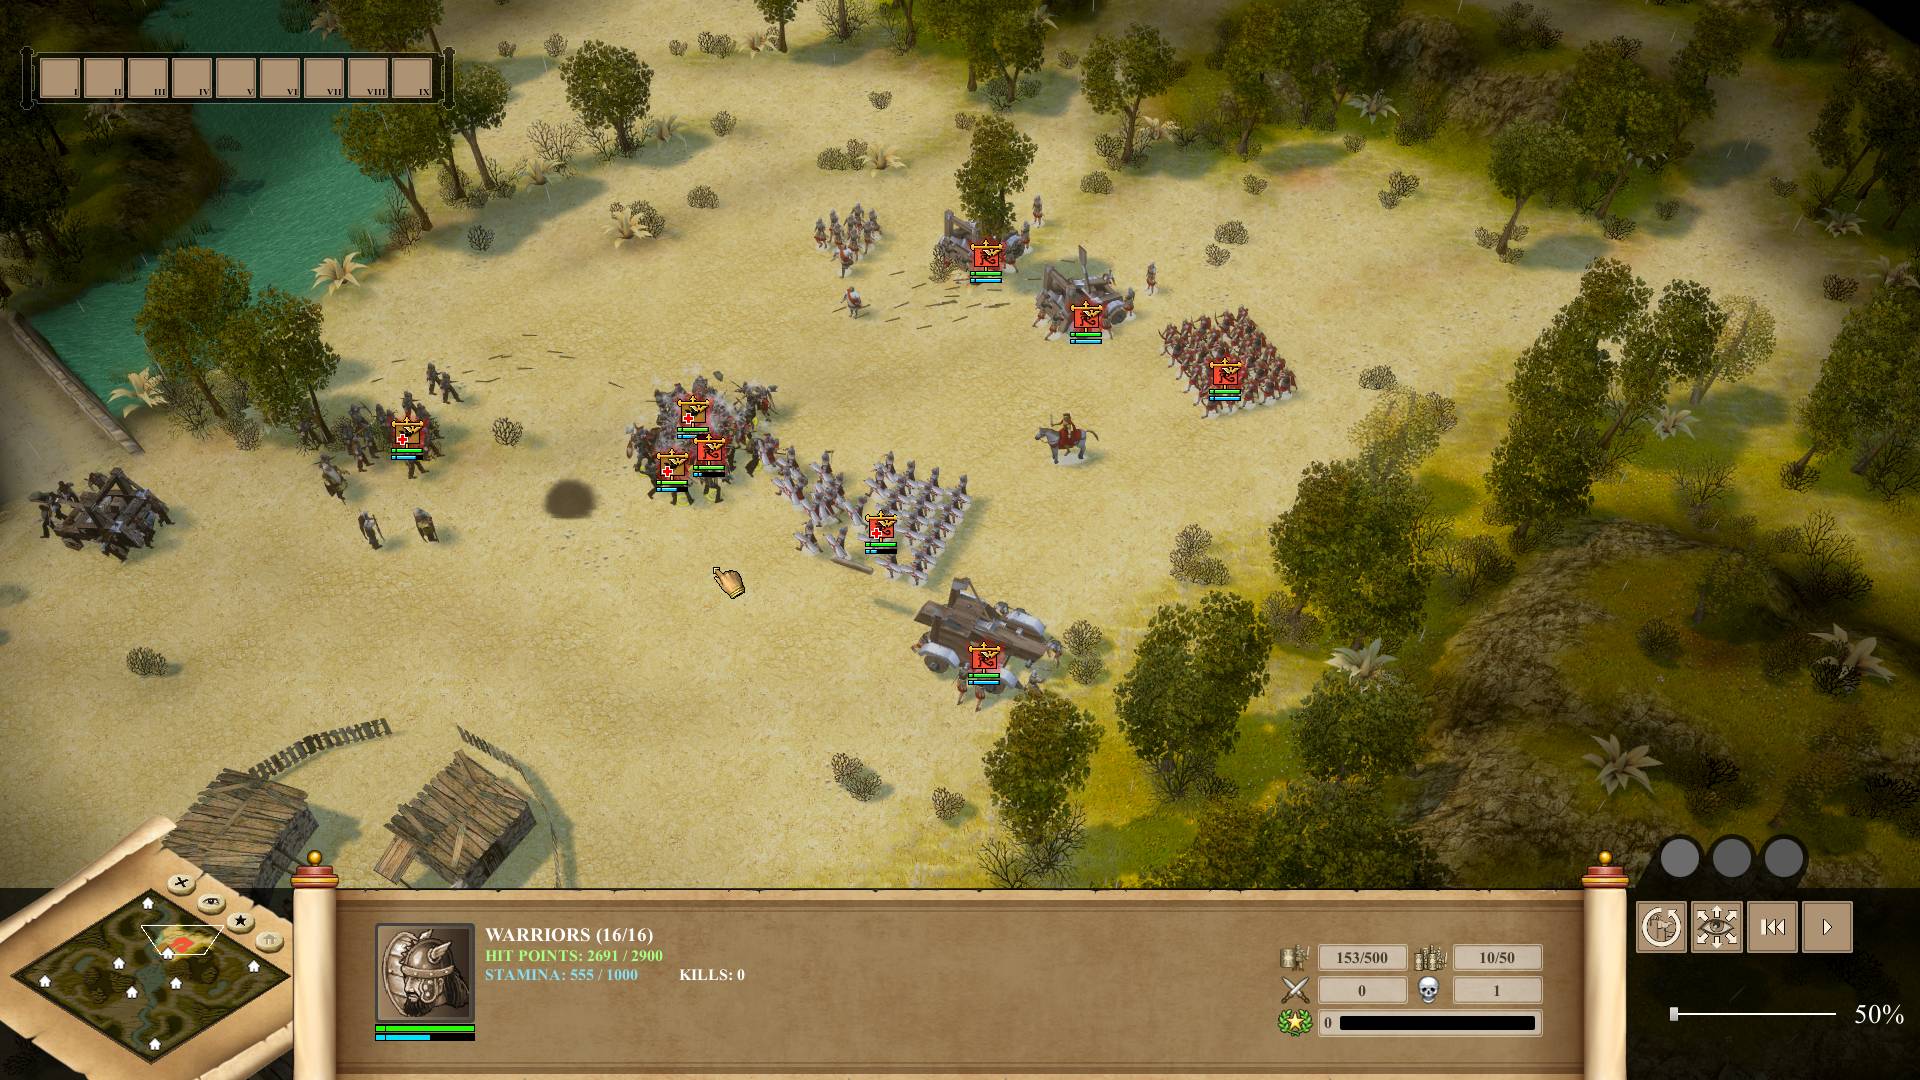 I II III IV V VI VII VIII IX
WARRIORS (16/16)
HIT POINTS: 2691 / 2900
STAMINA: 555 / 1000 KILLS: 0
153/500 10/50
0 1
0
50%